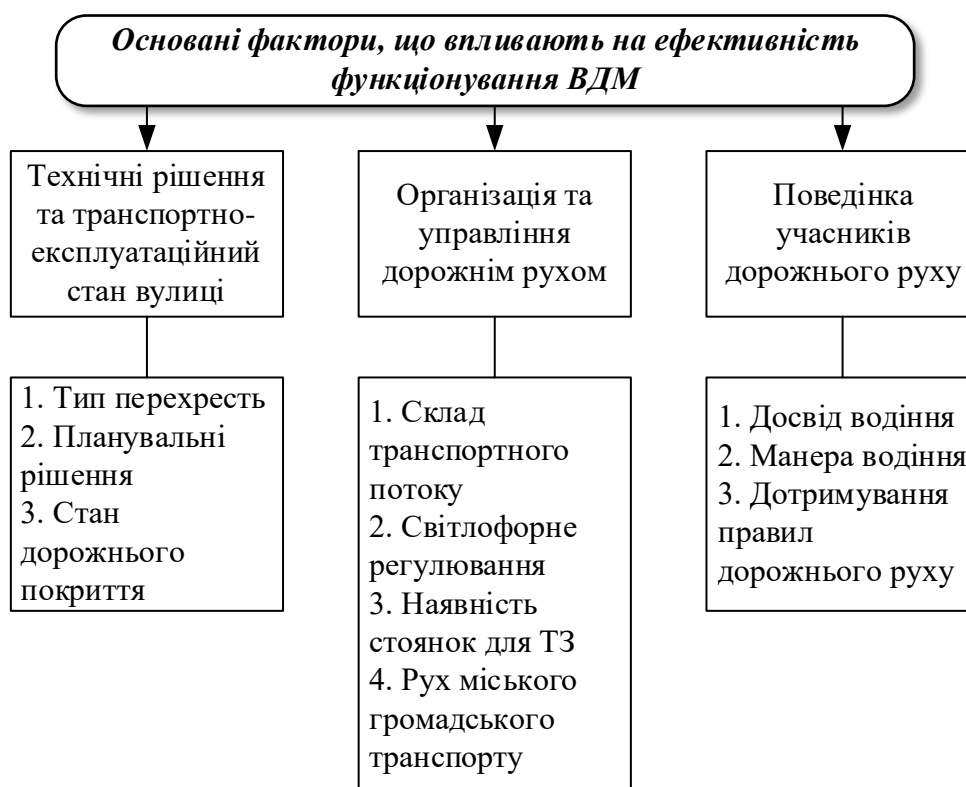 Основані фактори, що впливають на ефективність
функціонування ВДМ
Технічні рішення
та транспортно-
експлуатаційний
стан вулиці
Організація та
управління
дорожнім рухом
Поведінка
учасників
дорожнього руху
1. Тип перехресть
2. Планувальні
рішення
3. Стан
дорожнього
покриття
1. Склад
транспортного
потоку
2. Світлофорне
регулювання
3. Наявність
стоянок для ТЗ
4. Рух міського
громадського
транспорту
1. Досвід водіння
2. Манера водіння
3. Дотримування
правил
дорожнього руху